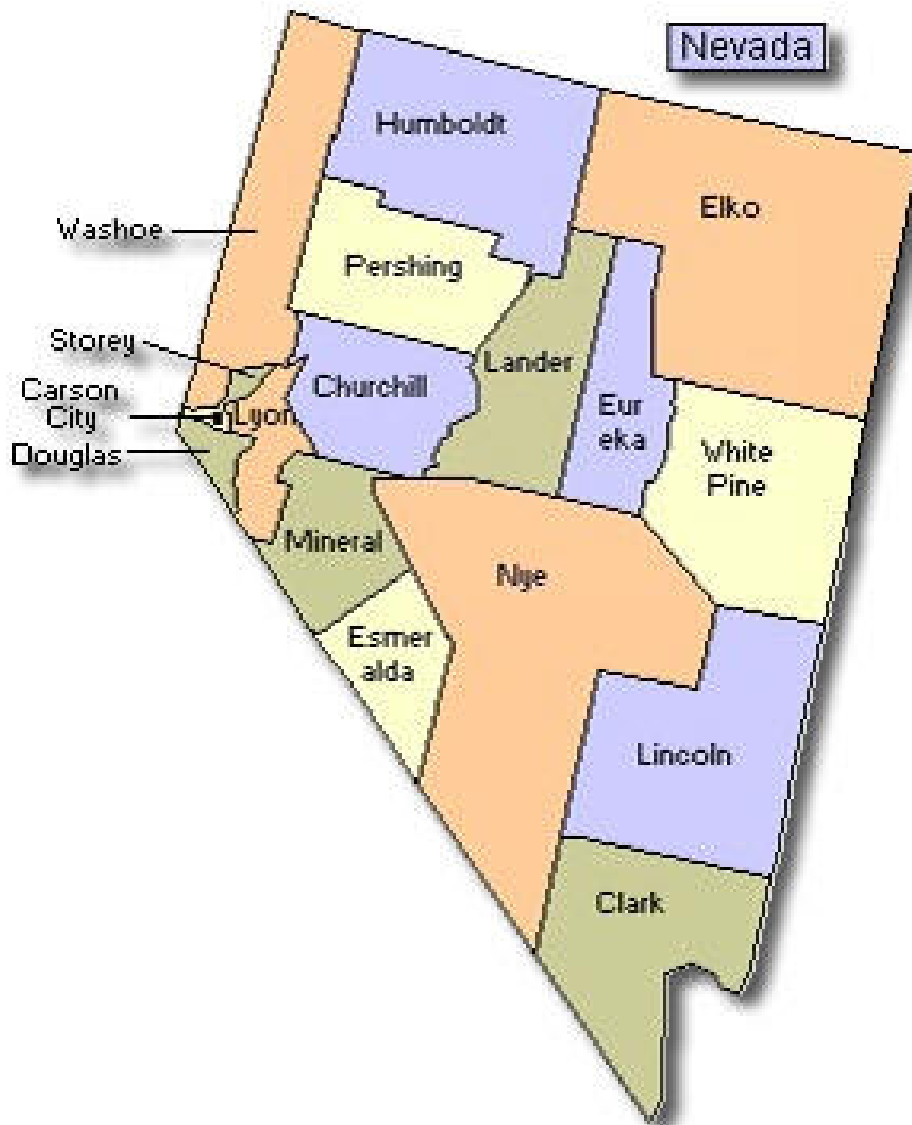 Nevada
Humboldt
Elko
Washoe
Pershing
Storey
Lander
Churchill
Carson
City
Lyon
Eur
eka
Douglas
White
Pine
Mineral
Nye
Esmer
alda
Lincoln
Clark